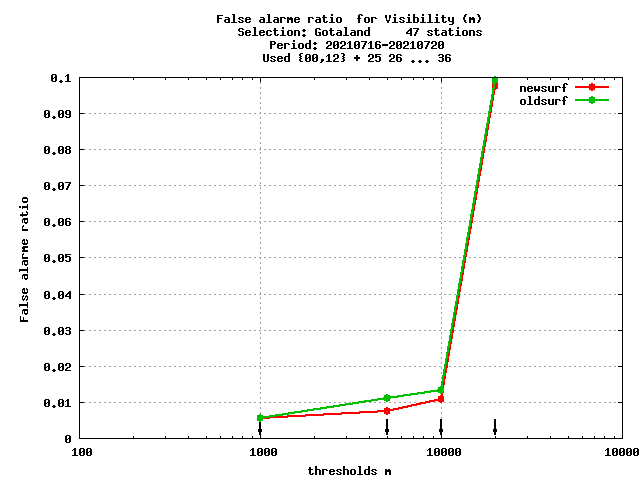 False alarme ratio  for Visibility (m)
Selection: Gotaland     47 stations
Period: 20210716-20210720
Used {00,12} + 25 26 ... 36
newsurf
oldsurf
0.1
0.09
0.08
0.07
0.06
0.05
0.04
0.03
0.02
0.01
0
False alarme ratio
100 1000 10000 10000
thresholds m